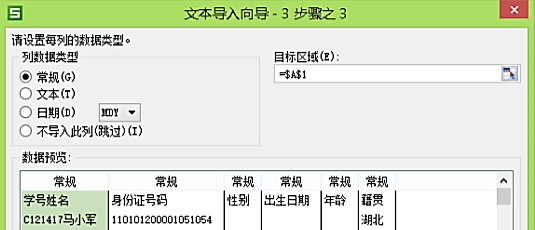 S 文本导入向导 - 3 步骤之 3
请设置每列的数据类型。
列数据类型
常规(G)
文本(T)
日期(D) MDY
不导入此列(跳过)(I)
目标区域(E):
=$A$1
数据预览:
常规 常规 常规 常规 常规 常规
学号姓名 身份证号码 性别 出生日期 年龄 籍贯
C121417马小军 110101200001051054 湖北